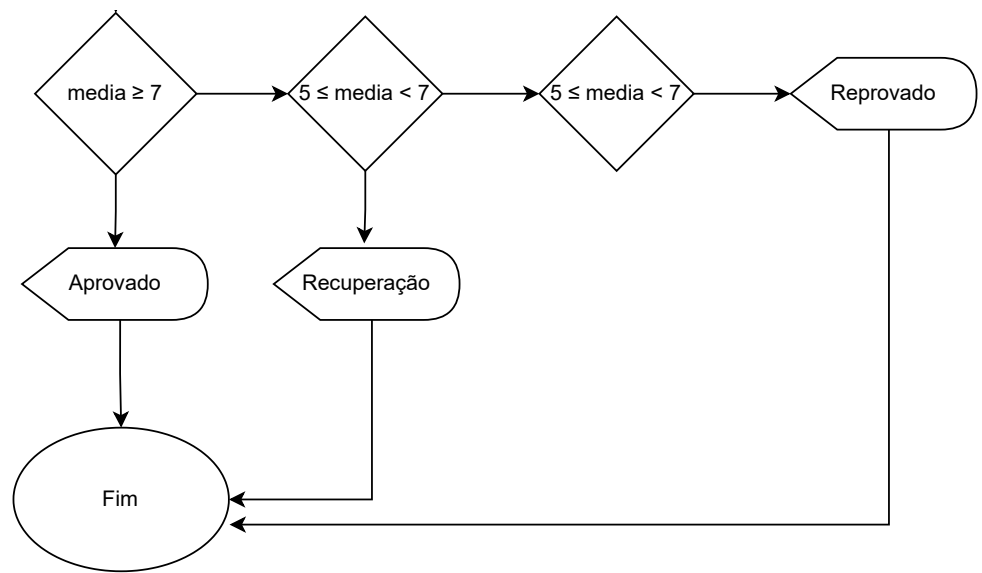 media ≥ 7
5 ≤ media < 7
5 ≤ media < 7
Reprovado
Aprovado
Recuperação
Fim